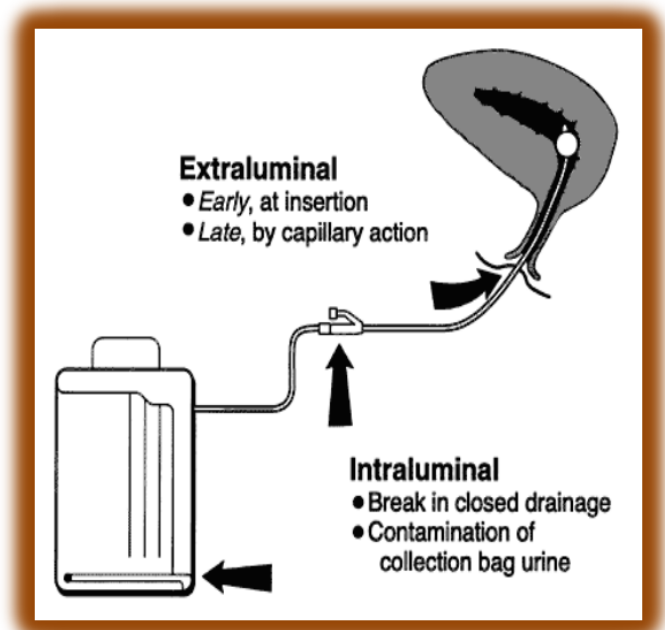 Extraluminal
● Early, at insertion
● Late, by capillary action
Intraluminal
● Break in closed drainage
● Contamination of
collection bag urine